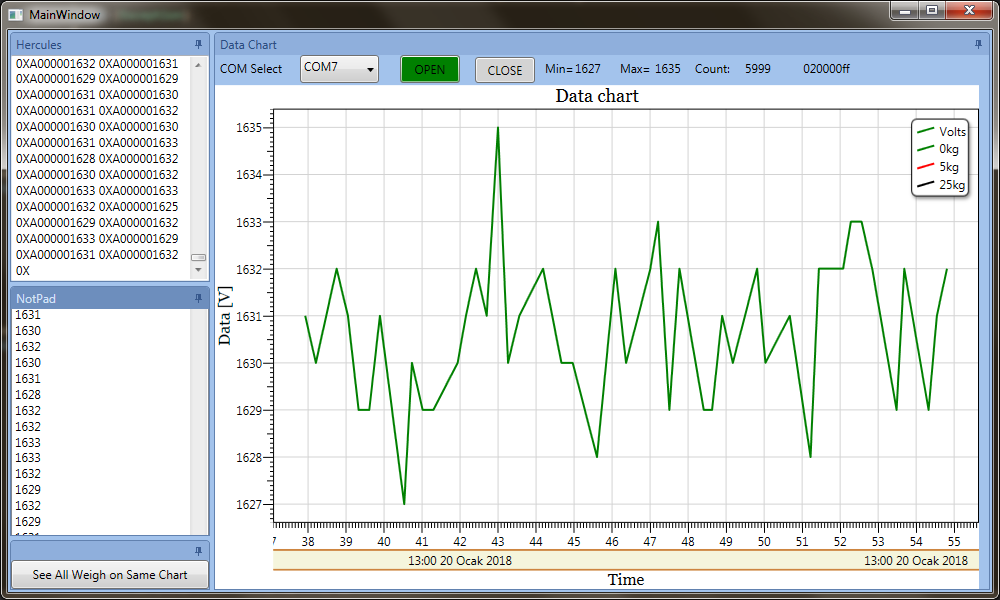 MainWindow
Hercules
0XA000001632 0XA000001631
0XA000001629 0XA000001629
0XA000001631 0XA000001630
0XA000001631 0XA000001632
0XA000001630 0XA000001630
0XA000001631 0XA000001633
0XA000001628 0XA000001632
0XA000001630 0XA000001632
0XA000001633 0XA000001633
0XA000001632 0XA000001625
0XA000001629 0XA000001632
0XA000001633 0XA000001629
0XA000001631 0XA000001632
0X
NotPad
1631
1630
1632
1630
1631
1628
1632
1632
1633
1633
1632
1629
1632
1629
See All Weigh on Same Chart
Data Chart
COM Select COM7 OPEN CLOSE Min= 1627 Max= 1635 Count: 5999 020000ff
Data chart
Volts
0kg
5kg
25kg
Data [V]
1635
1634
1633
1632
1631
1630
1629
1628
1627
7 38 39 40 41 42 43 44 45 46 47 48 49 50 51 52 53 54 55
13:00 20 Ocak 2018 13:00 20 Ocak 2018
Time